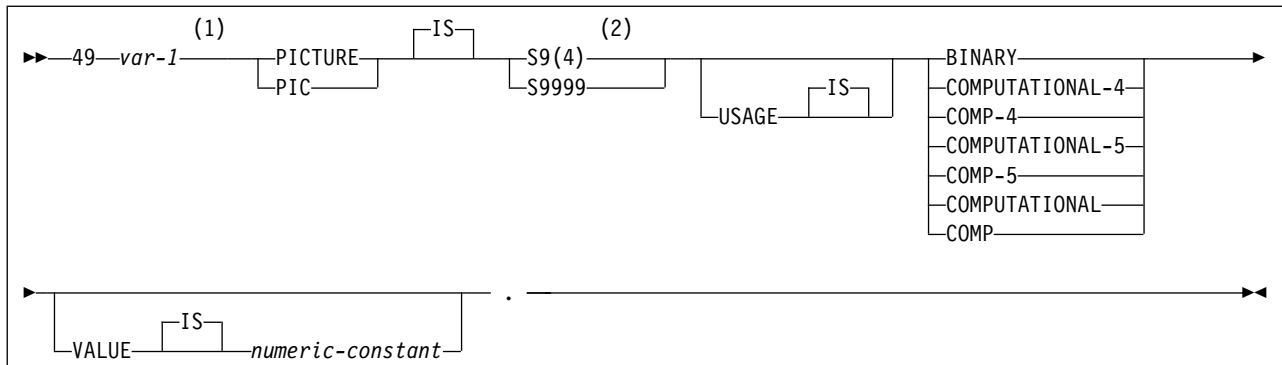 (1) IS (2)
49 var-1 PICTURE S9(4) BINARY
PIC S9999 IS COMPUTATIONAL-4
USAGE COMP-4
COMPUTATIONAL-5
COMP-5
COMPUTATIONAL
COMP
.
IS
VALUE numeric-constant